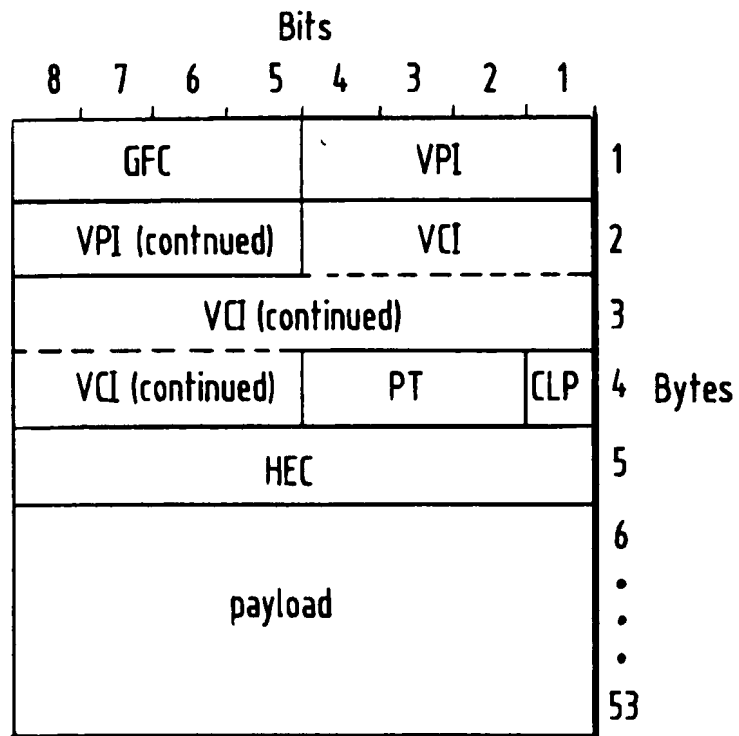 Bits
8 7 6 5 4 3 2 1
GFC VPI 1
VPI (contnued) VCI 2
VCI (continued) 3
VCI (continued) PT CLP 4 Bytes
HEC 5
6
payload
53